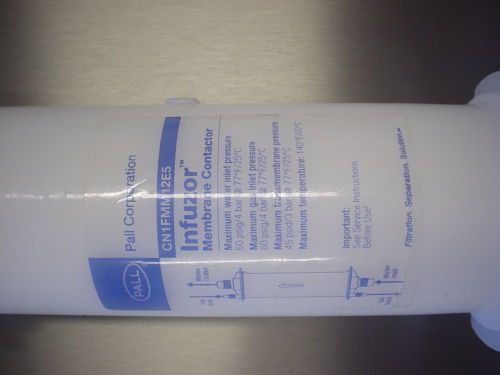 Pall Corporation
CN1FMM12E5
Infuzor™
Membrane Contactor
Maximum water inlet pressure
60 psig/4 bar @ 77°F/25°C
Maximum gas inlet pressure
60 psig/4 bar @ 77°F/25°C
Maximum transmembrane pressure
45 psid/3 bar @ 77°F/25°C
Maximum temperature: 140°F/60°C
Important:
See Service Instructions
Before Use!
Filtration. Separation. Solution.
PALL
Water
Outlet
Water
Inlet